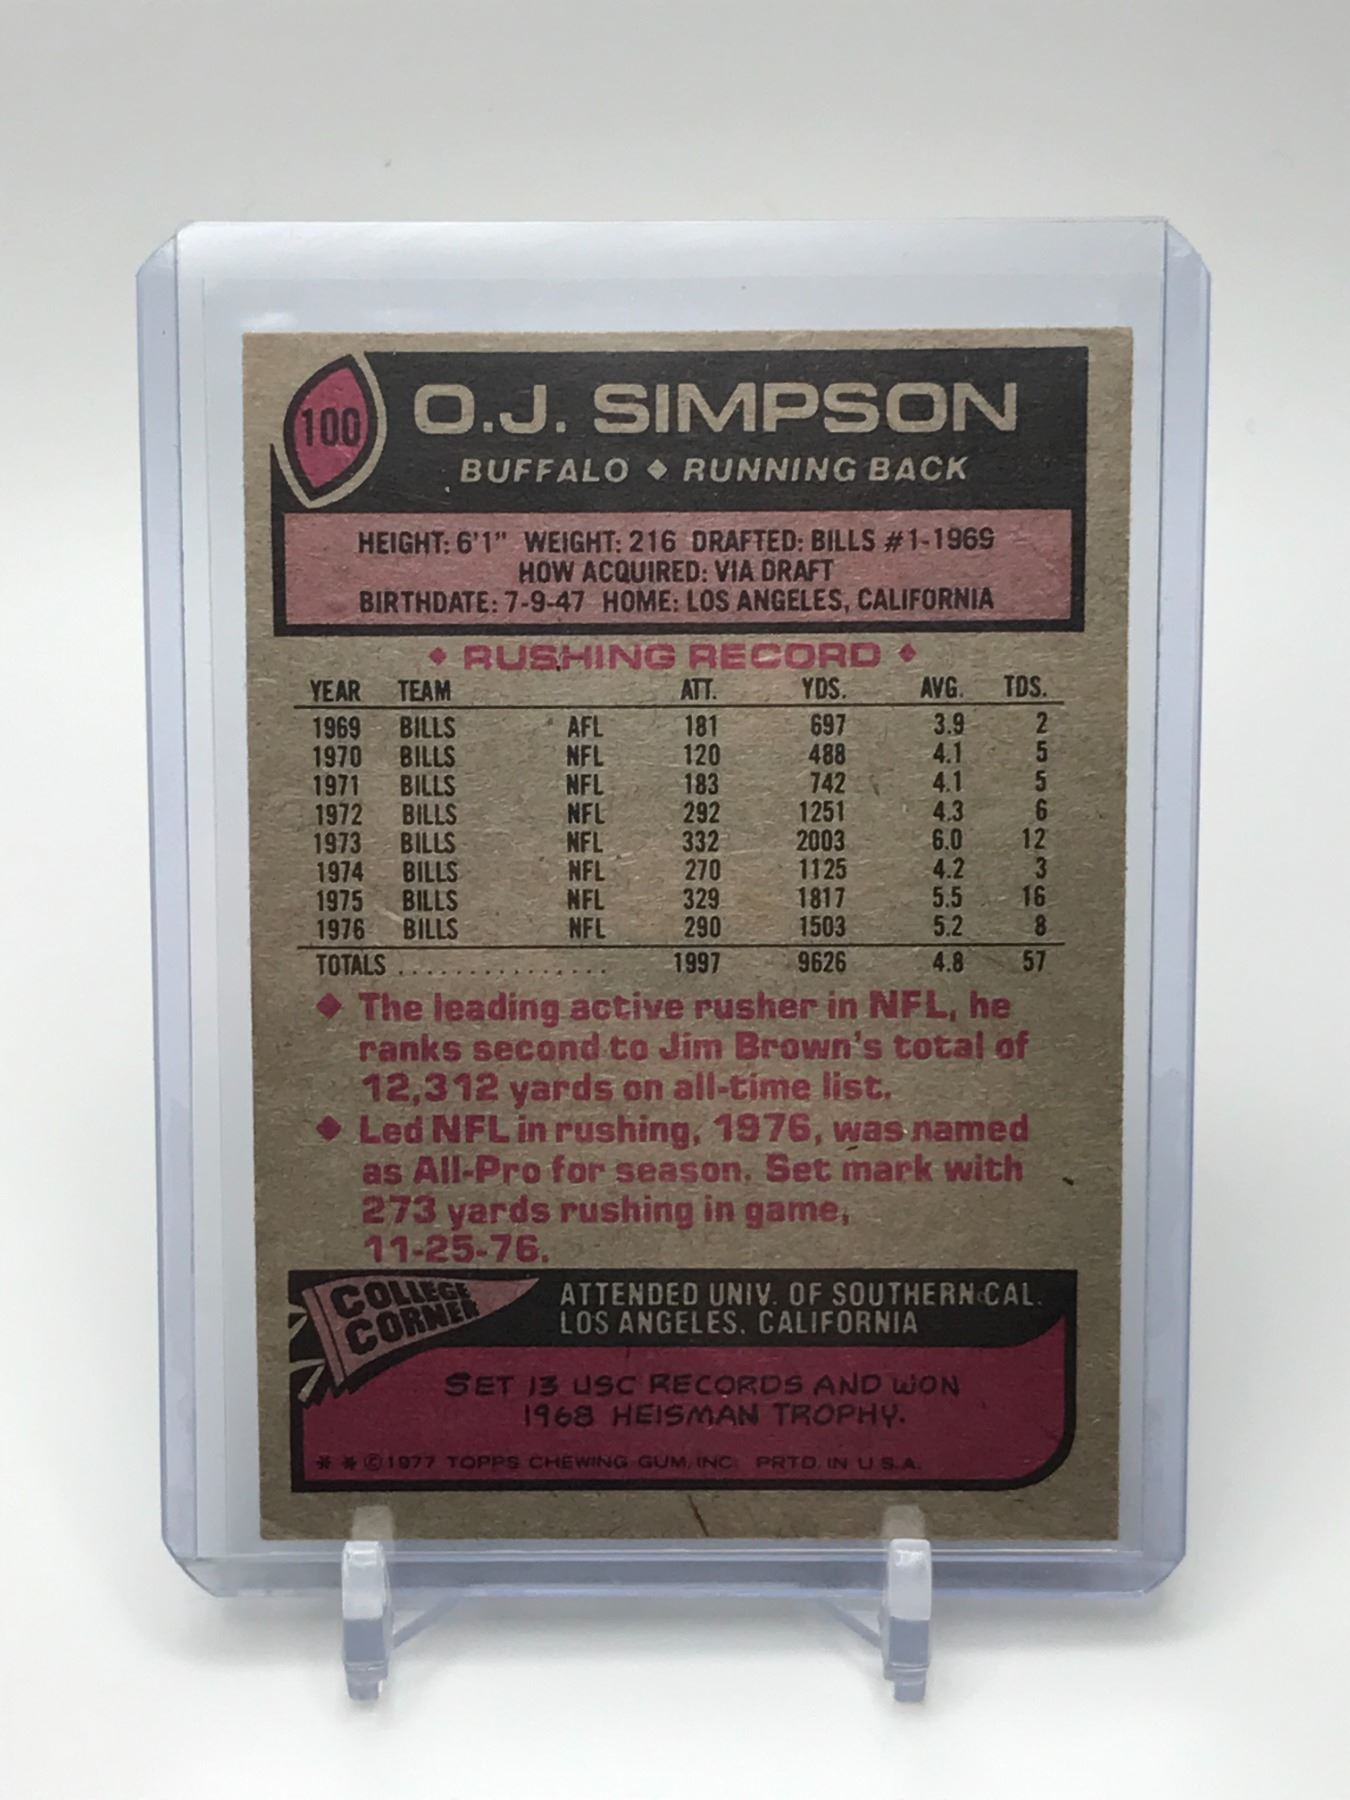 100
O.J. SIMPSON
BUFFALO ◆ RUNNING BACK
HEIGHT: 6'1" WEIGHT: 216 DRAFTED: BILLS #1-1969
HOW ACQUIRED: VIA DRAFT
BIRTHDATE: 7-9-47 HOME: LOS ANGELES, CALIFORNIA
◆ RUSHING RECORD ◆
YEAR TEAM ATT. YDS. AVG. TDS.
1969 BILLS AFL 181 697 3.9 2
1970 BILLS NFL 120 488 4.1 5
1971 BILLS NFL 183 742 4.1 5
1972 BILLS NFL 292 1251 4.3 6
1973 BILLS NFL 332 2003 6.0 12
1974 BILLS NFL 270 1125 4.2 3
1975 BILLS NFL 329 1817 5.5 16
1976 BILLS NFL 290 1503 5.2 8
TOTALS . . . . . . . . . . . . . . . 1997 9626 4.8 57
◆ The leading active rusher in NFL, he
ranks second to Jim Brown's total of
12,312 yards on all-time list.
◆ Led NFL in rushing, 1976, was named
as All-Pro for season. Set mark with
273 yards rushing in game,
11-25-76.
COLLEGE
CORNER
ATTENDED UNIV. OF SOUTHERN CAL.
LOS ANGELES, CALIFORNIA
SET 13 USC RECORDS AND WON
1968 HEISMAN TROPHY.
* * ©1977 TOPPS CHEWING GUM, INC. PRTD. IN U.S.A.